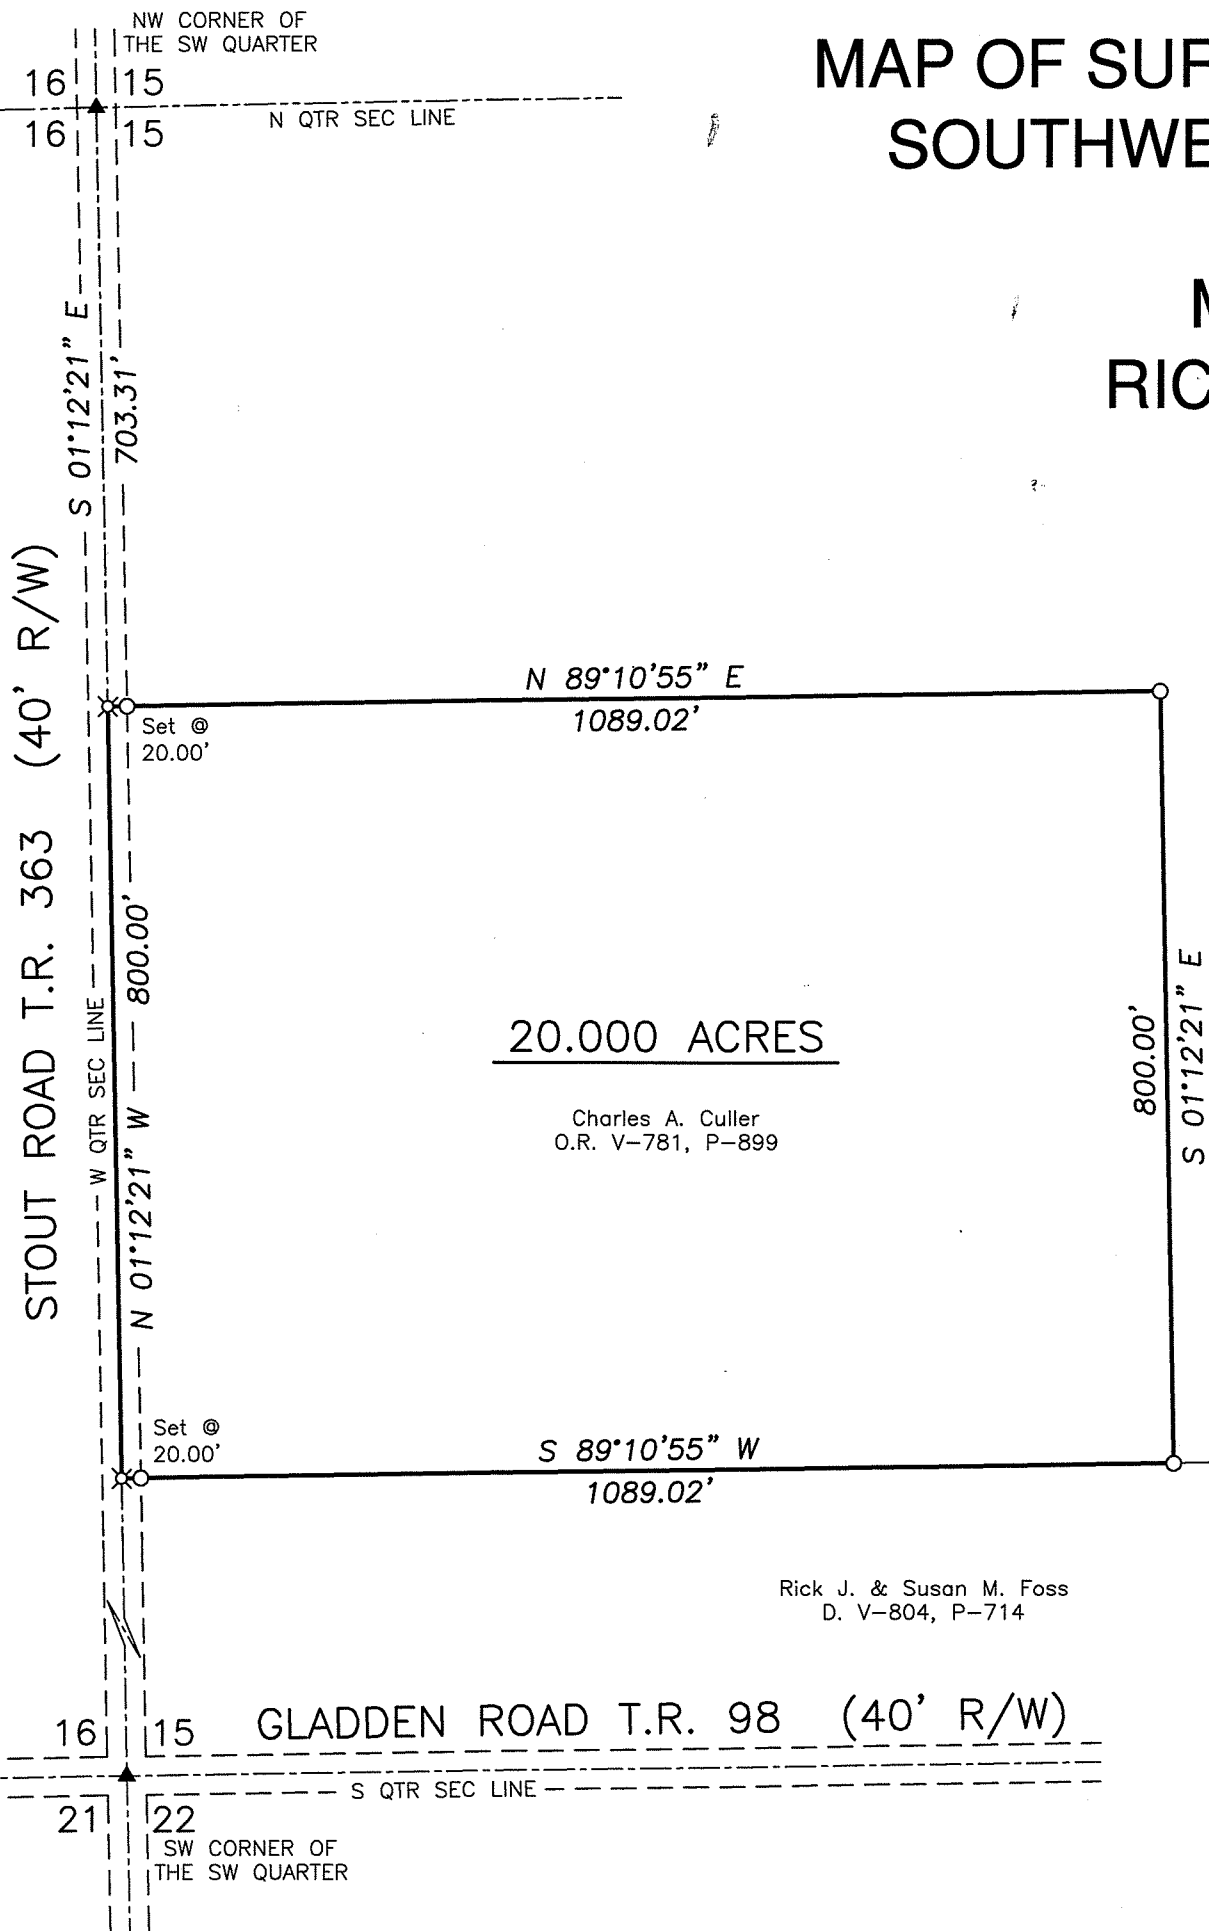 NW CORNER OF
THE SW QUARTER
MAP OF SUR
SOUTHWE
16 15
16 15
N QTR SEC LINE
M
RIC
S 01°12'21" E
703.31'
STOUT ROAD T.R. 363 (40' R/W)
N 89°10'55" E
1089.02'
Set @
20.00'
W QTR SEC LINE
N 01°12'21" W
800.00'
20.000 ACRES
Charles A. Culler
O.R. V-781, P-899
800.00'
S 01°12'21" E
Set @
20.00'
S 89°10'55" W
1089.02'
Rick J. & Susan M. Foss
D. V-804, P-714
16 15
GLADDEN ROAD T.R. 98 (40' R/W)
S QTR SEC LINE
21 22
SW CORNER OF
THE SW QUARTER